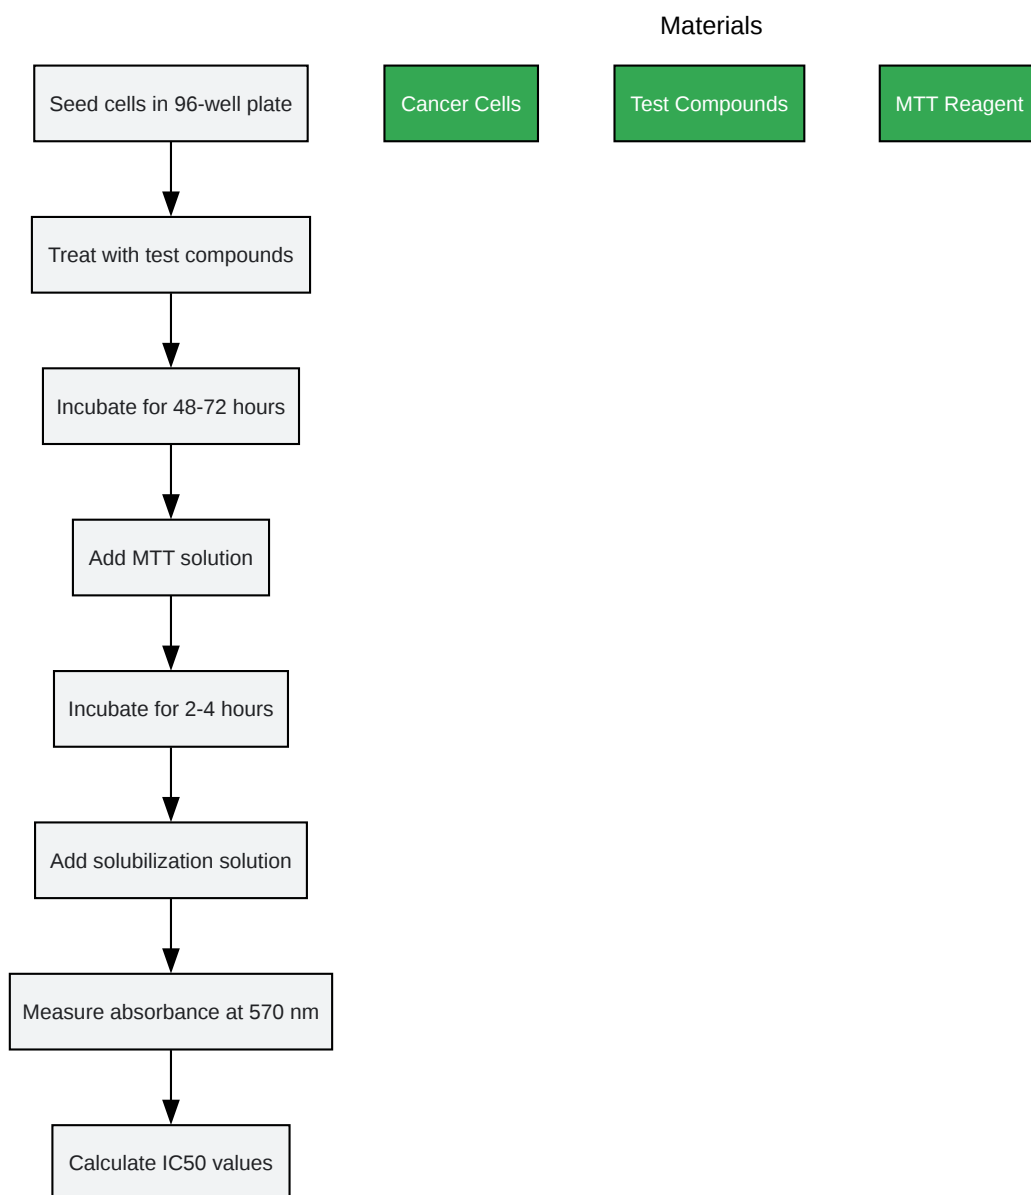 Materials
Seed cells in 96-well plate
Cancer Cells
Test Compounds
MTT Reagent
Treat with test compounds
Incubate for 48-72 hours
Add MTT solution
Incubate for 2-4 hours
Add solubilization solution
Measure absorbance at 570 nm
Calculate IC50 values